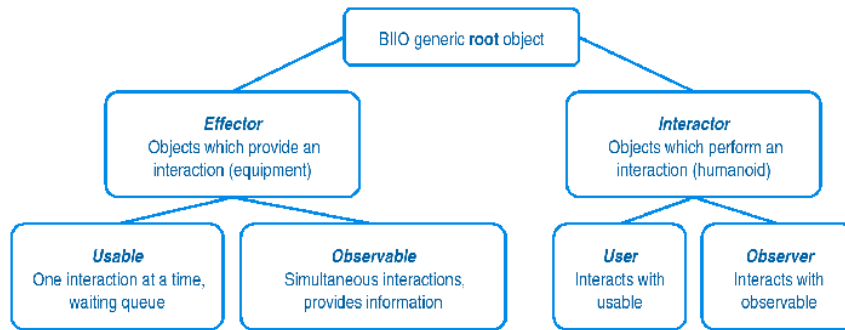 BIIO generic root object
Effector
Objects which provide an
interaction (equipment)
Interactor
Objects which perform an
interaction (humanoid)
Usable
One interaction at a time,
waiting queue
Observable
Simultaneous interactions,
provides information
User
Interacts with
usable
Observer
Interacts with
observable